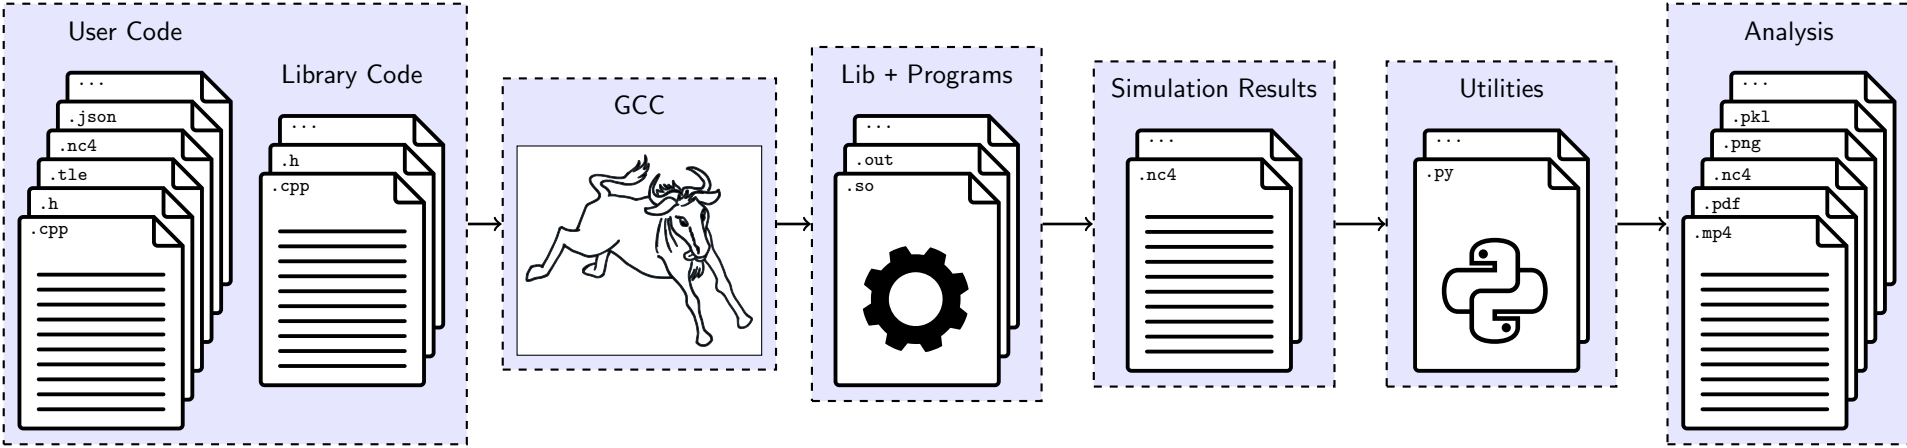 User Code
...
.json
.nc4
.tle
.h
.cpp
Library Code
...
.h
.cpp
GCC
Lib + Programs
...
.out
.so
Simulation Results
...
.nc4
Utilities
...
.py
Analysis
...
.pkl
.png
.nc4
.pdf
.mp4